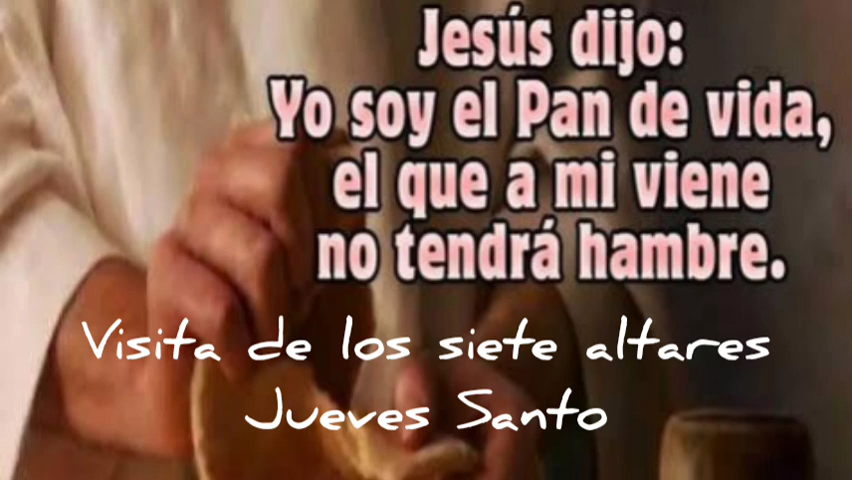 Jesús dijo:
Yo soy el Pan de vida,
el que a mi viene
no tendrá hambre.
Visita de los siete altares
Jueves Santo